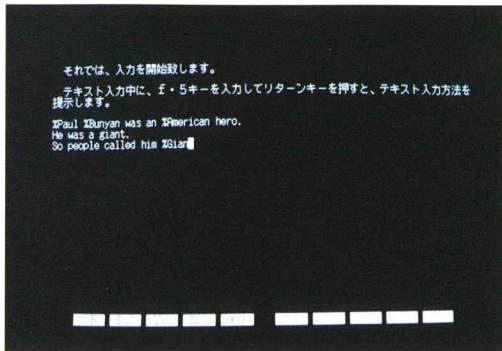 それでは、入力を開始致します。
テキスト入力中に、f・5キーを入力してリターンキーを押すと、テキスト入力方法を
提示します。
%Paul %Bunyan was an %American hero.
He was a giant.
So people called him %Gian